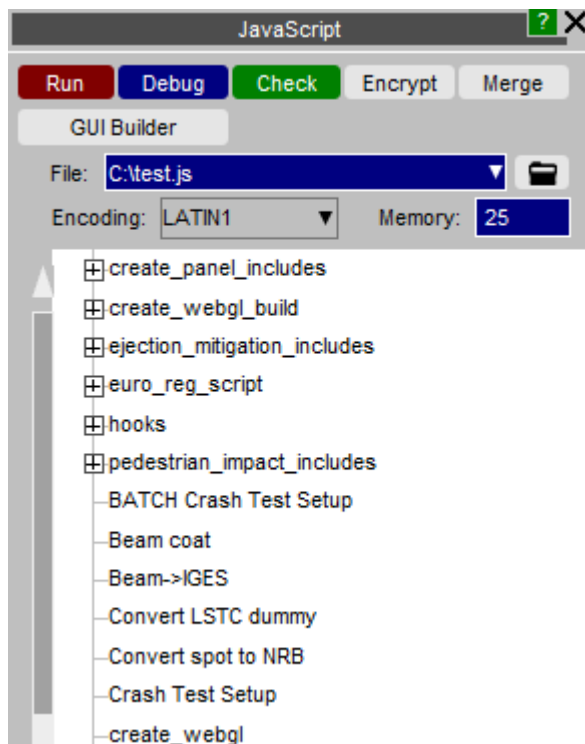 JavaScript ?
Run Debug Check Encrypt Merge
GUI Builder
File: C:\test.js
Encoding: LATIN1 Memory: 25
create_panel_includes
create_webgl_build
ejection_mitigation_includes
euro_reg_script
hooks
pedestrian_impact_includes
BATCH Crash Test Setup
Beam coat
Beam->IGES
Convert LSTC dummy
Convert spot to NRB
Crash Test Setup
create_webgl